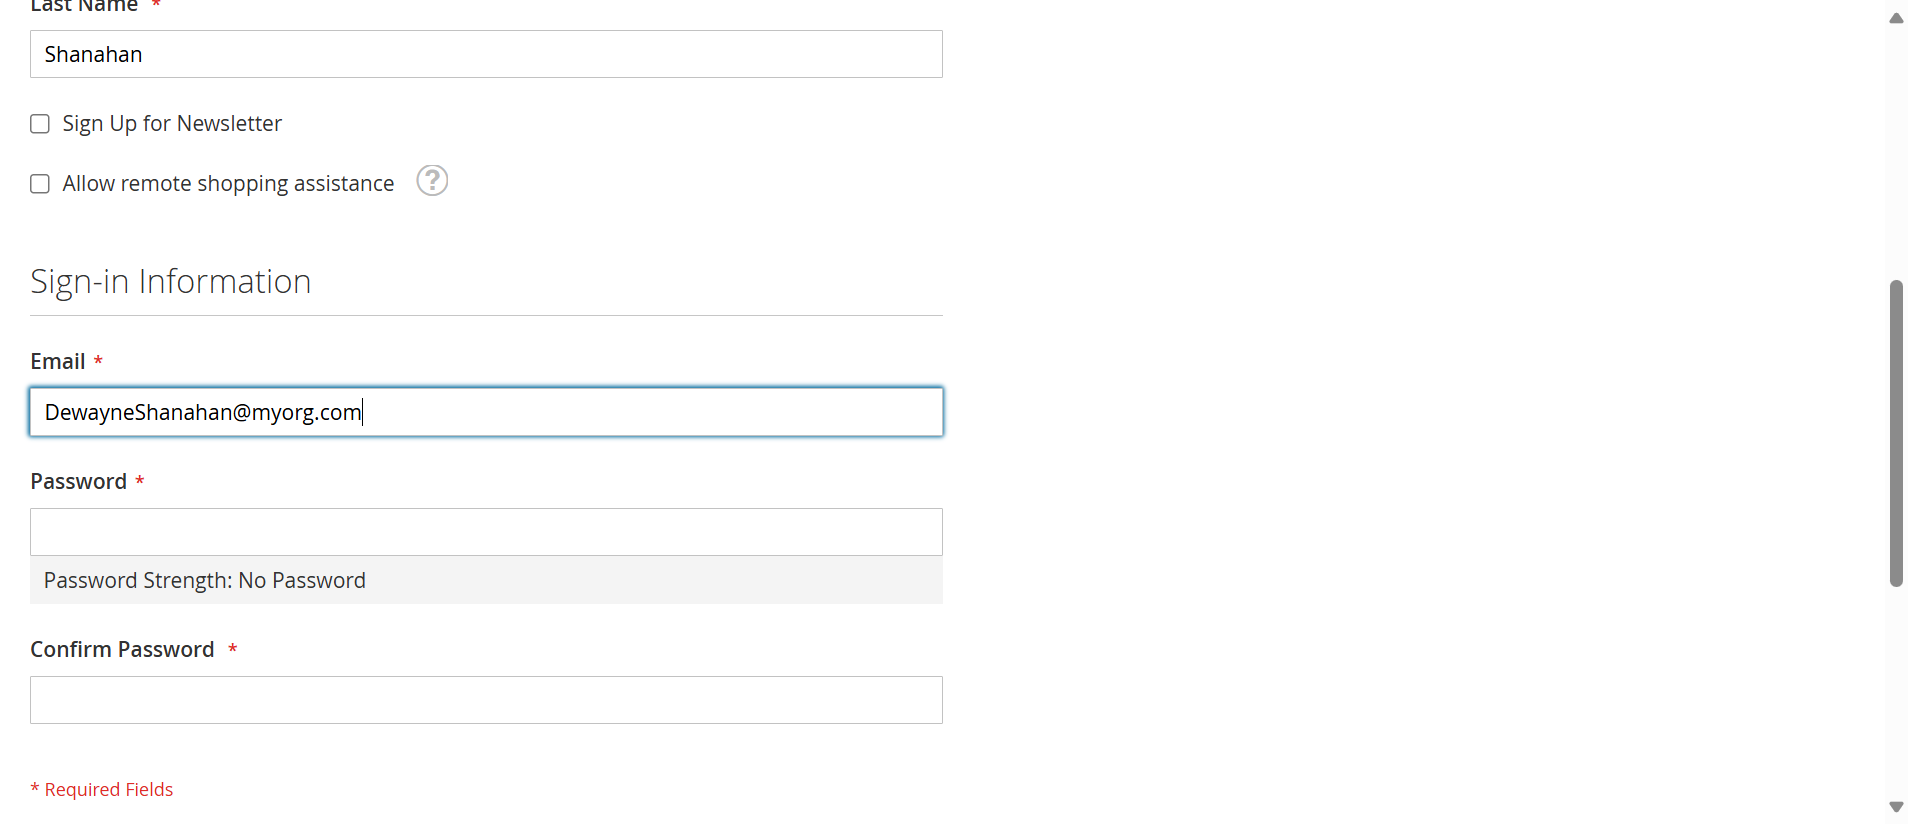 Last Name *
Shanahan
Sign Up for Newsletter
Allow remote shopping assistance ?
Sign-in Information
Email *
DewayneShanahan@myorg.com
Password *
Password Strength: No Password
Confirm Password *
* Required Fields